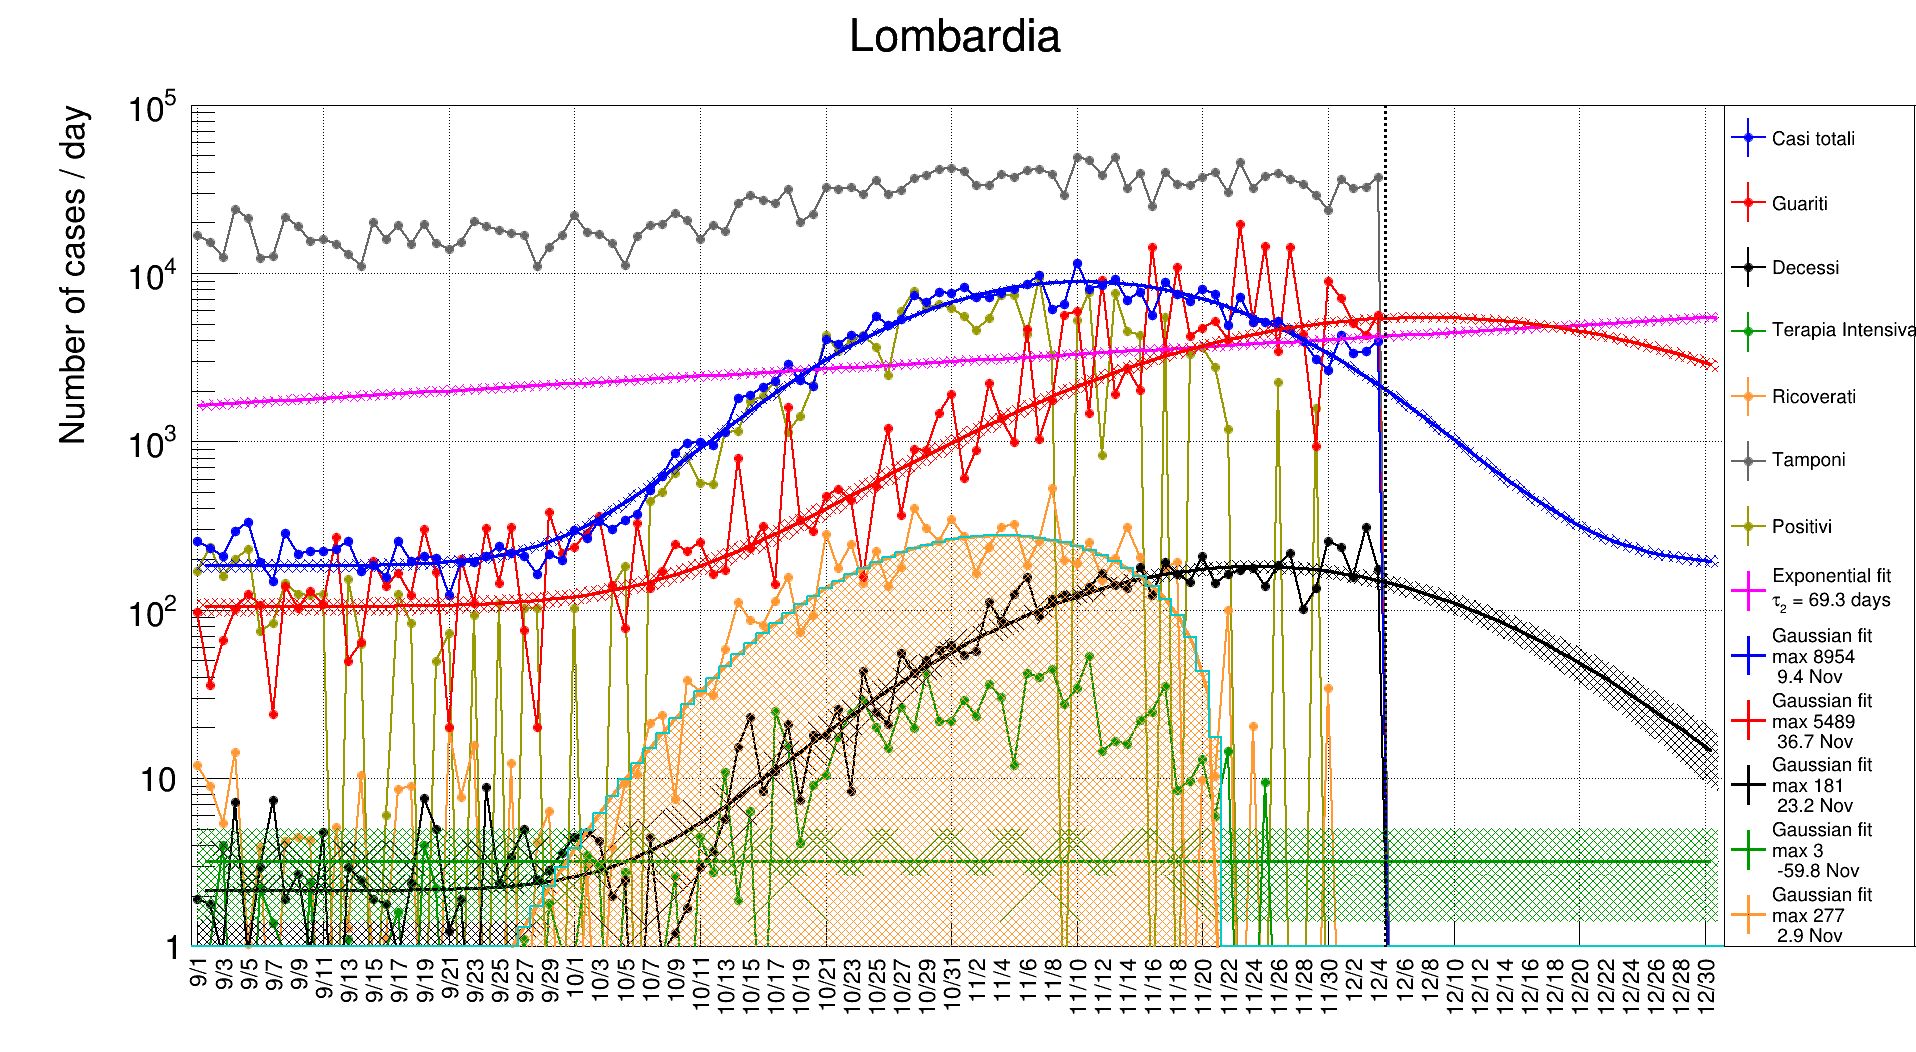 Lombardia
Number of cases / day
10^5
10^4
10^3
10^2
10
1
9/1 9/3 9/5 9/7 9/9 9/11 9/13 9/15 9/17 9/19 9/21 9/23 9/25 9/27 9/29 10/1 10/3 10/5 10/7 10/9 10/11 10/13 10/15 10/17 10/19 10/21 10/23 10/25 10/27 10/29 10/31 11/2 11/4 11/6 11/8 11/10 11/12 11/14 11/16 11/18 11/20 11/22 11/24 11/26 11/28 11/30 12/2 12/4 12/6 12/8 12/10 12/12 12/14 12/16 12/18 12/20 12/22 12/24 12/26 12/28 12/30
Casi totali
Guariti
Decessi
Terapia Intensiva
Ricoverati
Tamponi
Positivi
Exponential fit
τ2 = 69.3 days
Gaussian fit
max 8954
9.4 Nov
Gaussian fit
max 5489
36.7 Nov
Gaussian fit
max 181
23.2 Nov
Gaussian fit
max 3
-59.8 Nov
Gaussian fit
max 277
2.9 Nov